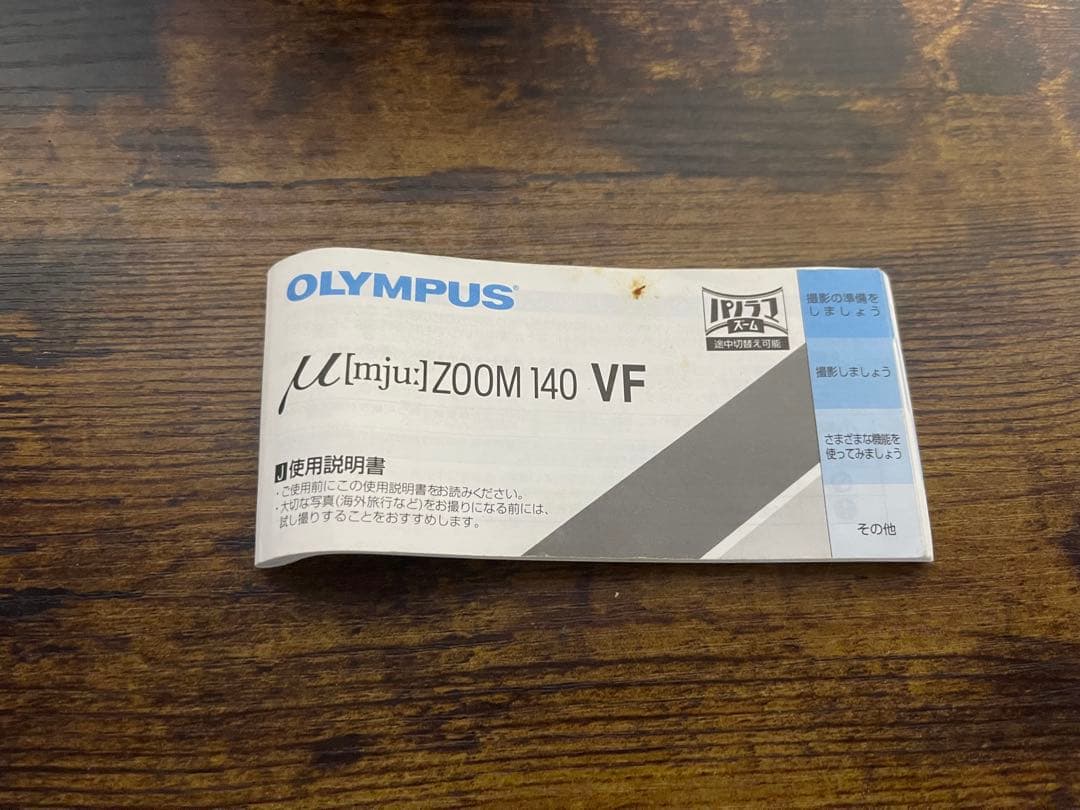 OLYMPUS
μ[mju:]ZOOM 140 VF
パノラマ
ズーム
途中切替え可能
J 使用説明書
・ご使用前にこの使用説明書をお読みください。
・大切な写真(海外旅行など)をお撮りになる前には、
試し撮りすることをおすすめします。
撮影の準備を
しましょう
撮影しましょう
さまざまな機能を
使ってみましょう
その他